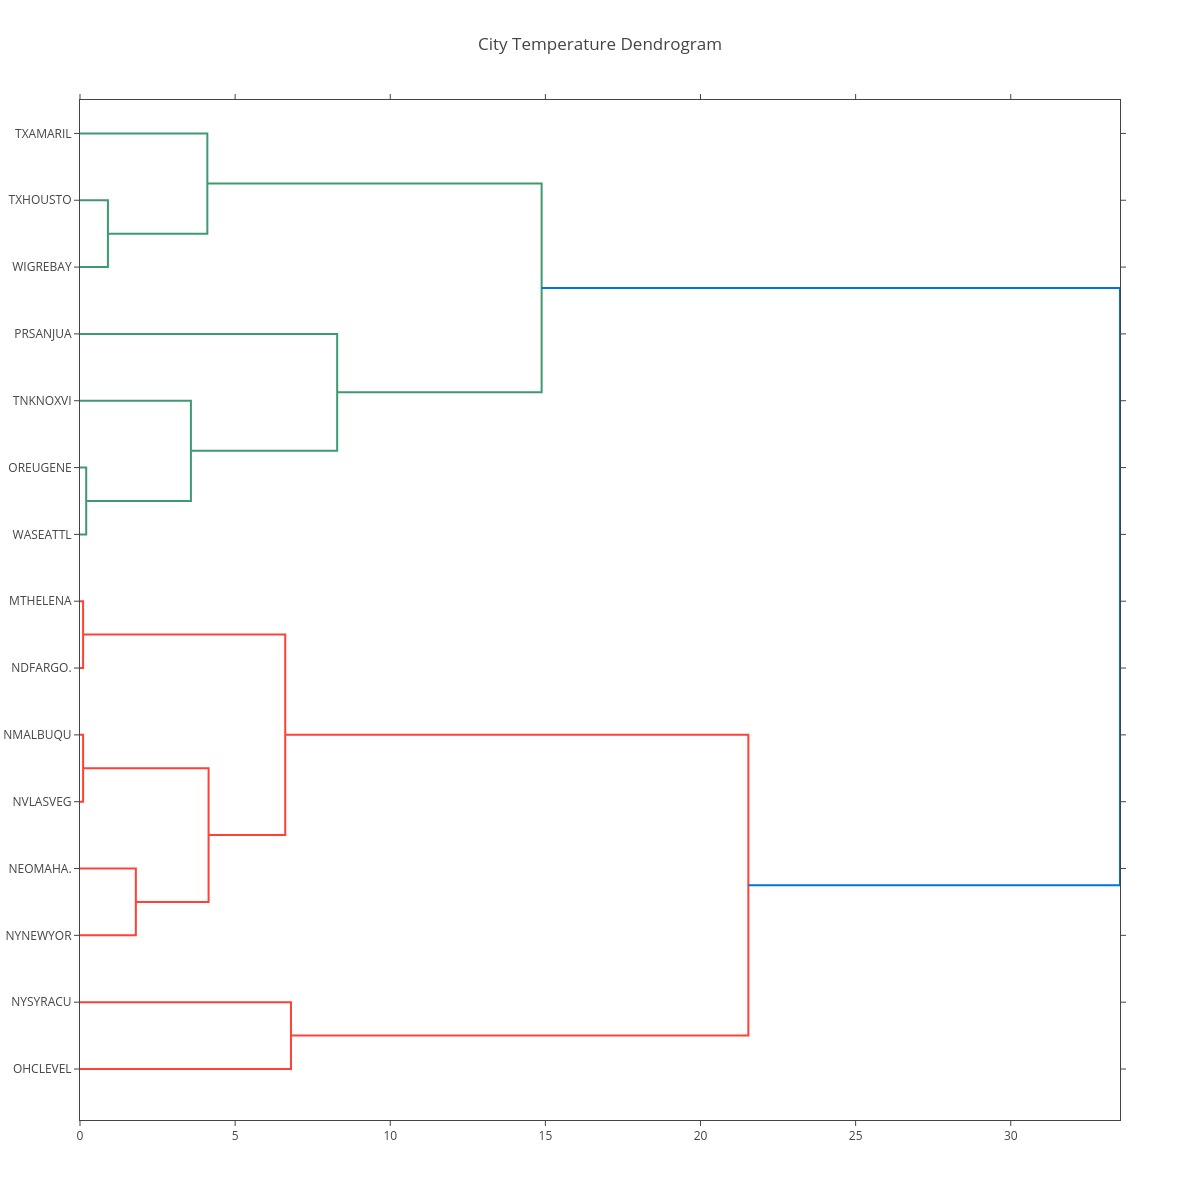 City Temperature Dendrogram
TXAMARIL
TXHOUSTO
WIGREBAY
PRSANJUA
TNKNOXVI
OREUGENE
WASEATTL
MTHELENA
NDFARGO.
NMALBUQU
NVLASVEG
NEOMAHA.
NYNEWYOR
NYSYRACU
OHCLEVEL
0 5 10 15 20 25 30